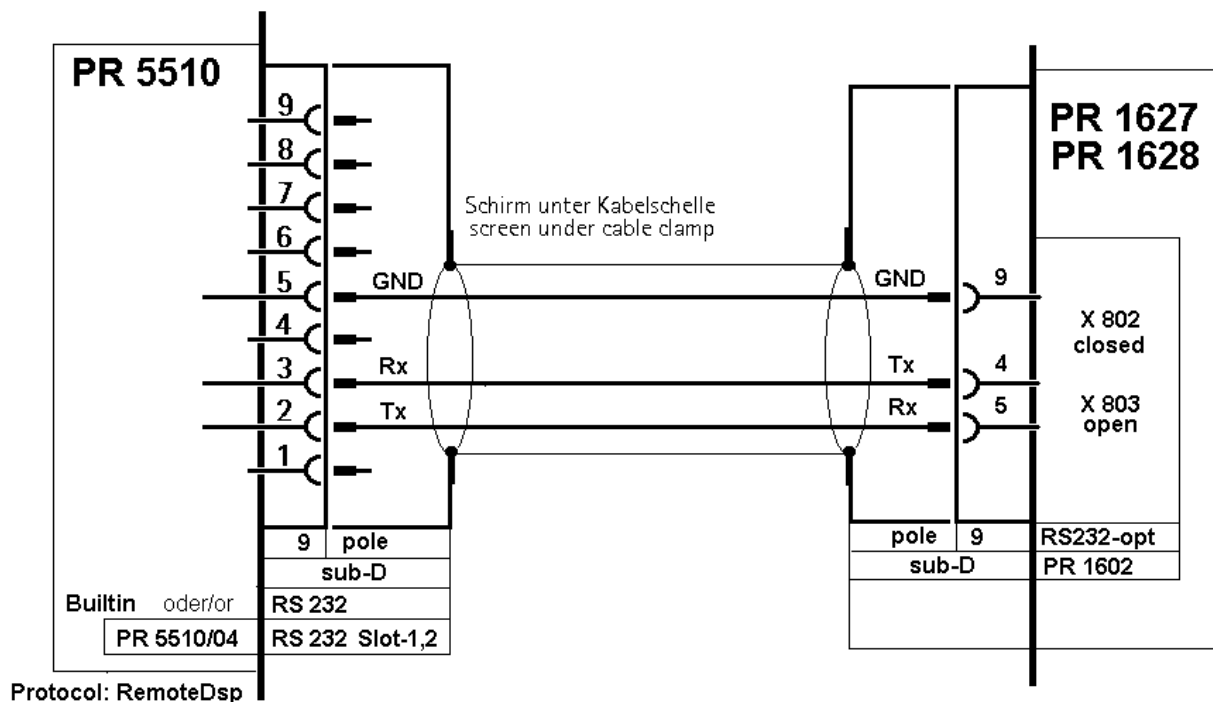 PR 5510
9
8
7
6
5
4
3
2
1
GND
Rx
Tx
Schirm unter Kabelschelle
screen under cable clamp
GND
Tx
Rx
9
4
5
PR 1627
PR 1628
X 802
closed
X 803
open
9 pole
sub-D
Builtin oder/or RS 232
PR 5510/04 RS 232 Slot-1,2
Protocol: RemoteDsp
pole 9 RS232-opt
sub-D PR 1602